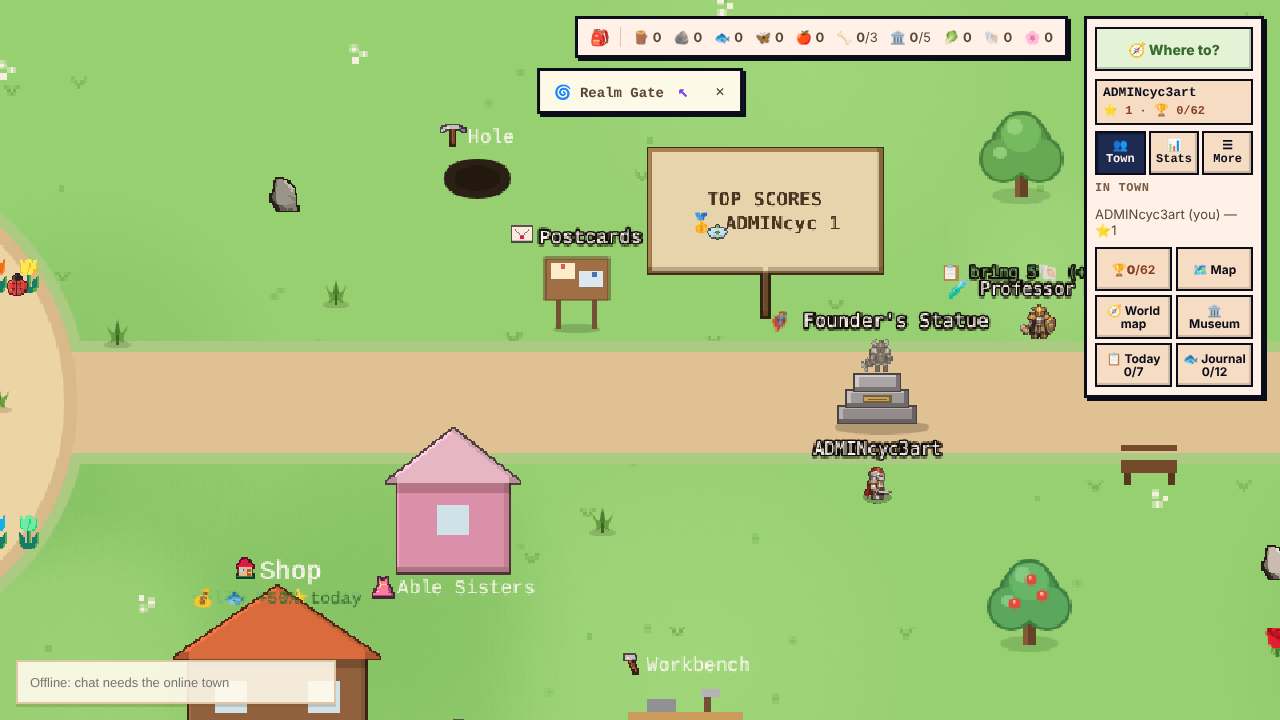 0 0 0 0 0 0/3 0/5 0 0 0
Where to?
Realm Gate ×
ADMINcyc3art
1 · 0/62
Town
Stats
More
IN TOWN
ADMINcyc3art (you) —
1
0/62
Map
World
map
Museum
Today
0/7
Journal
0/12
Hole
TOP SCORES
ADMINcyc 1
Postcards
bring 5
Professor
Founder's Statue
ADMINcyc3art
Shop
today
Able Sisters
Workbench
Offline: chat needs the online town